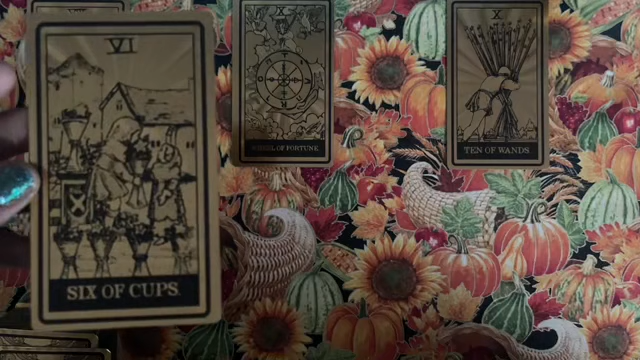 VI
SIX OF CUPS.
X
WHEEL OF FORTUNE
X
TEN OF WANDS.